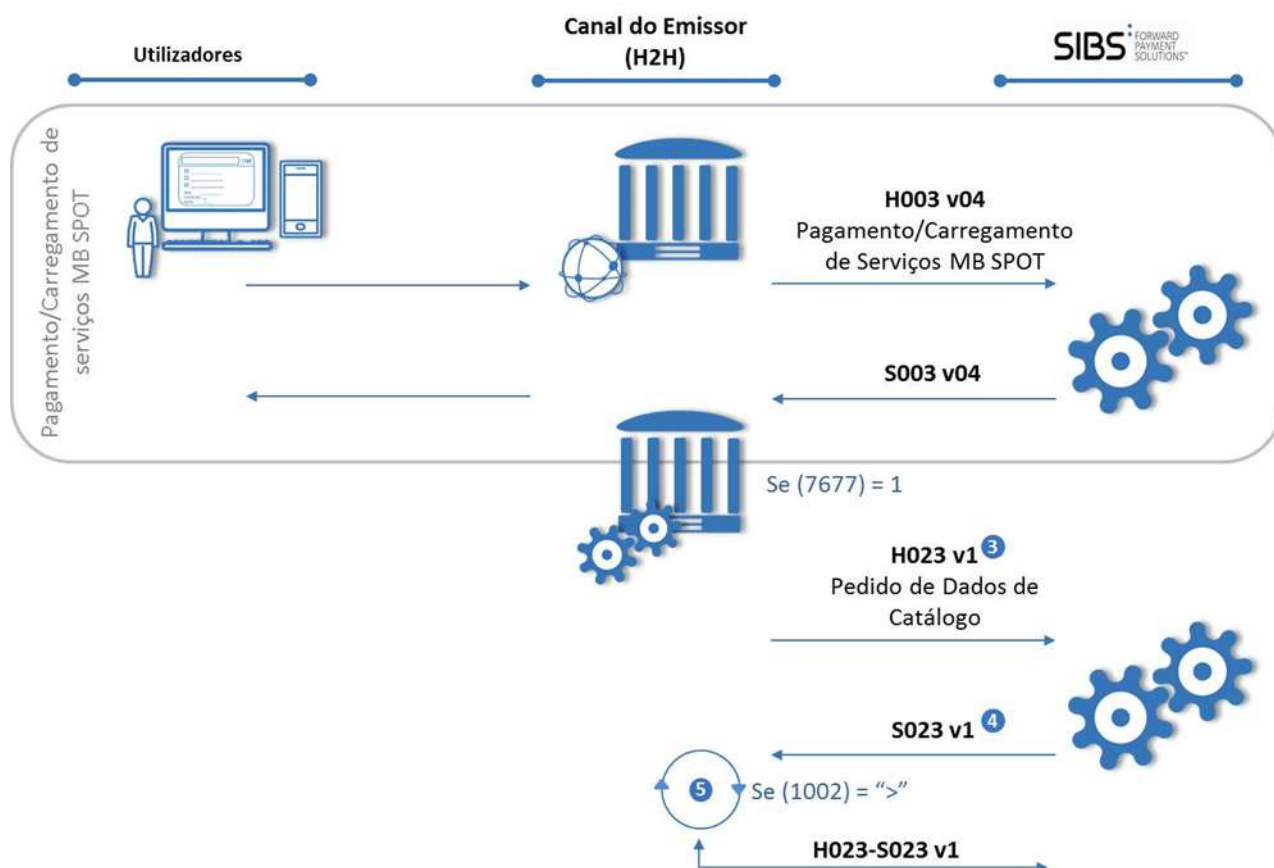 Utilizadores
Canal do Emissor
(H2H)
SIBS FORWARD
PAYMENT
SOLUTIONS
Pagamento/Carregamento de
serviços MB SPOT
H003 v04
Pagamento/Carregamento
de Serviços MB SPOT
S003 v04
Se (7677) = 1
H023 v1 3
Pedido de Dados de
Catálogo
S023 v1 4
5
Se (1002) = “>”
H023-S023 v1